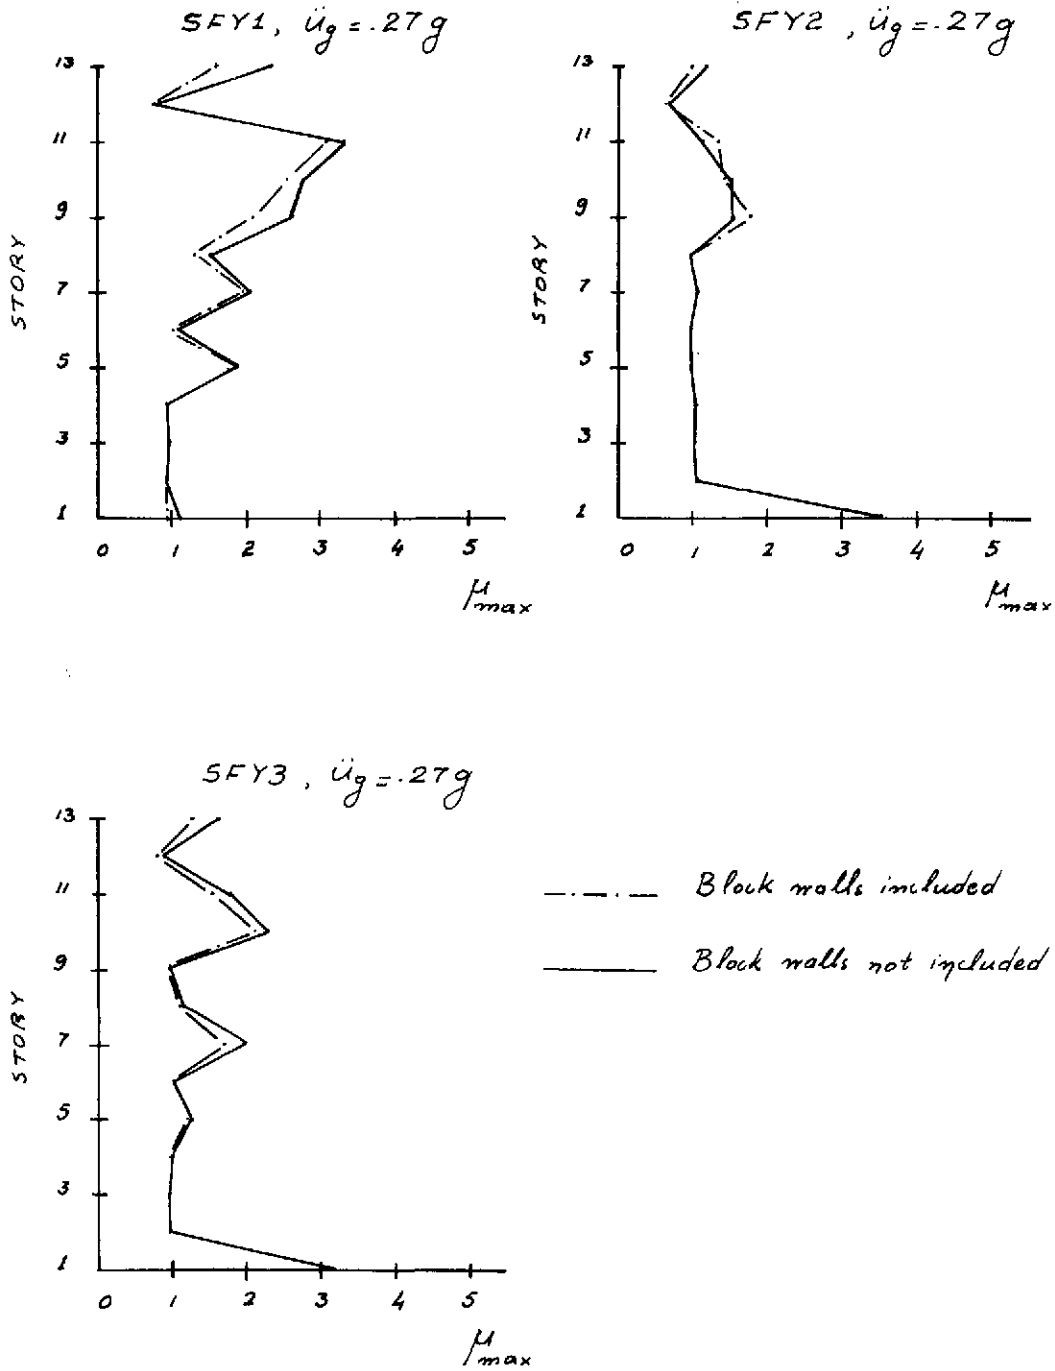 SFY1, üg = .27g
13
11
9
7
5
3
1
STORY
0 1 2 3 4 5
μmax
SFY2, üg = .27g
13
11
9
7
5
3
1
STORY
0 1 2 3 4 5
μmax
SFY3, üg = .27g
13
11
9
7
5
3
1
STORY
0 1 2 3 4 5
μmax
Block walls included
Block walls not included